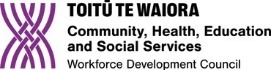 TOITŪ TE WAIORA
Community, Health, Education
and Social Services
Workforce Development Council